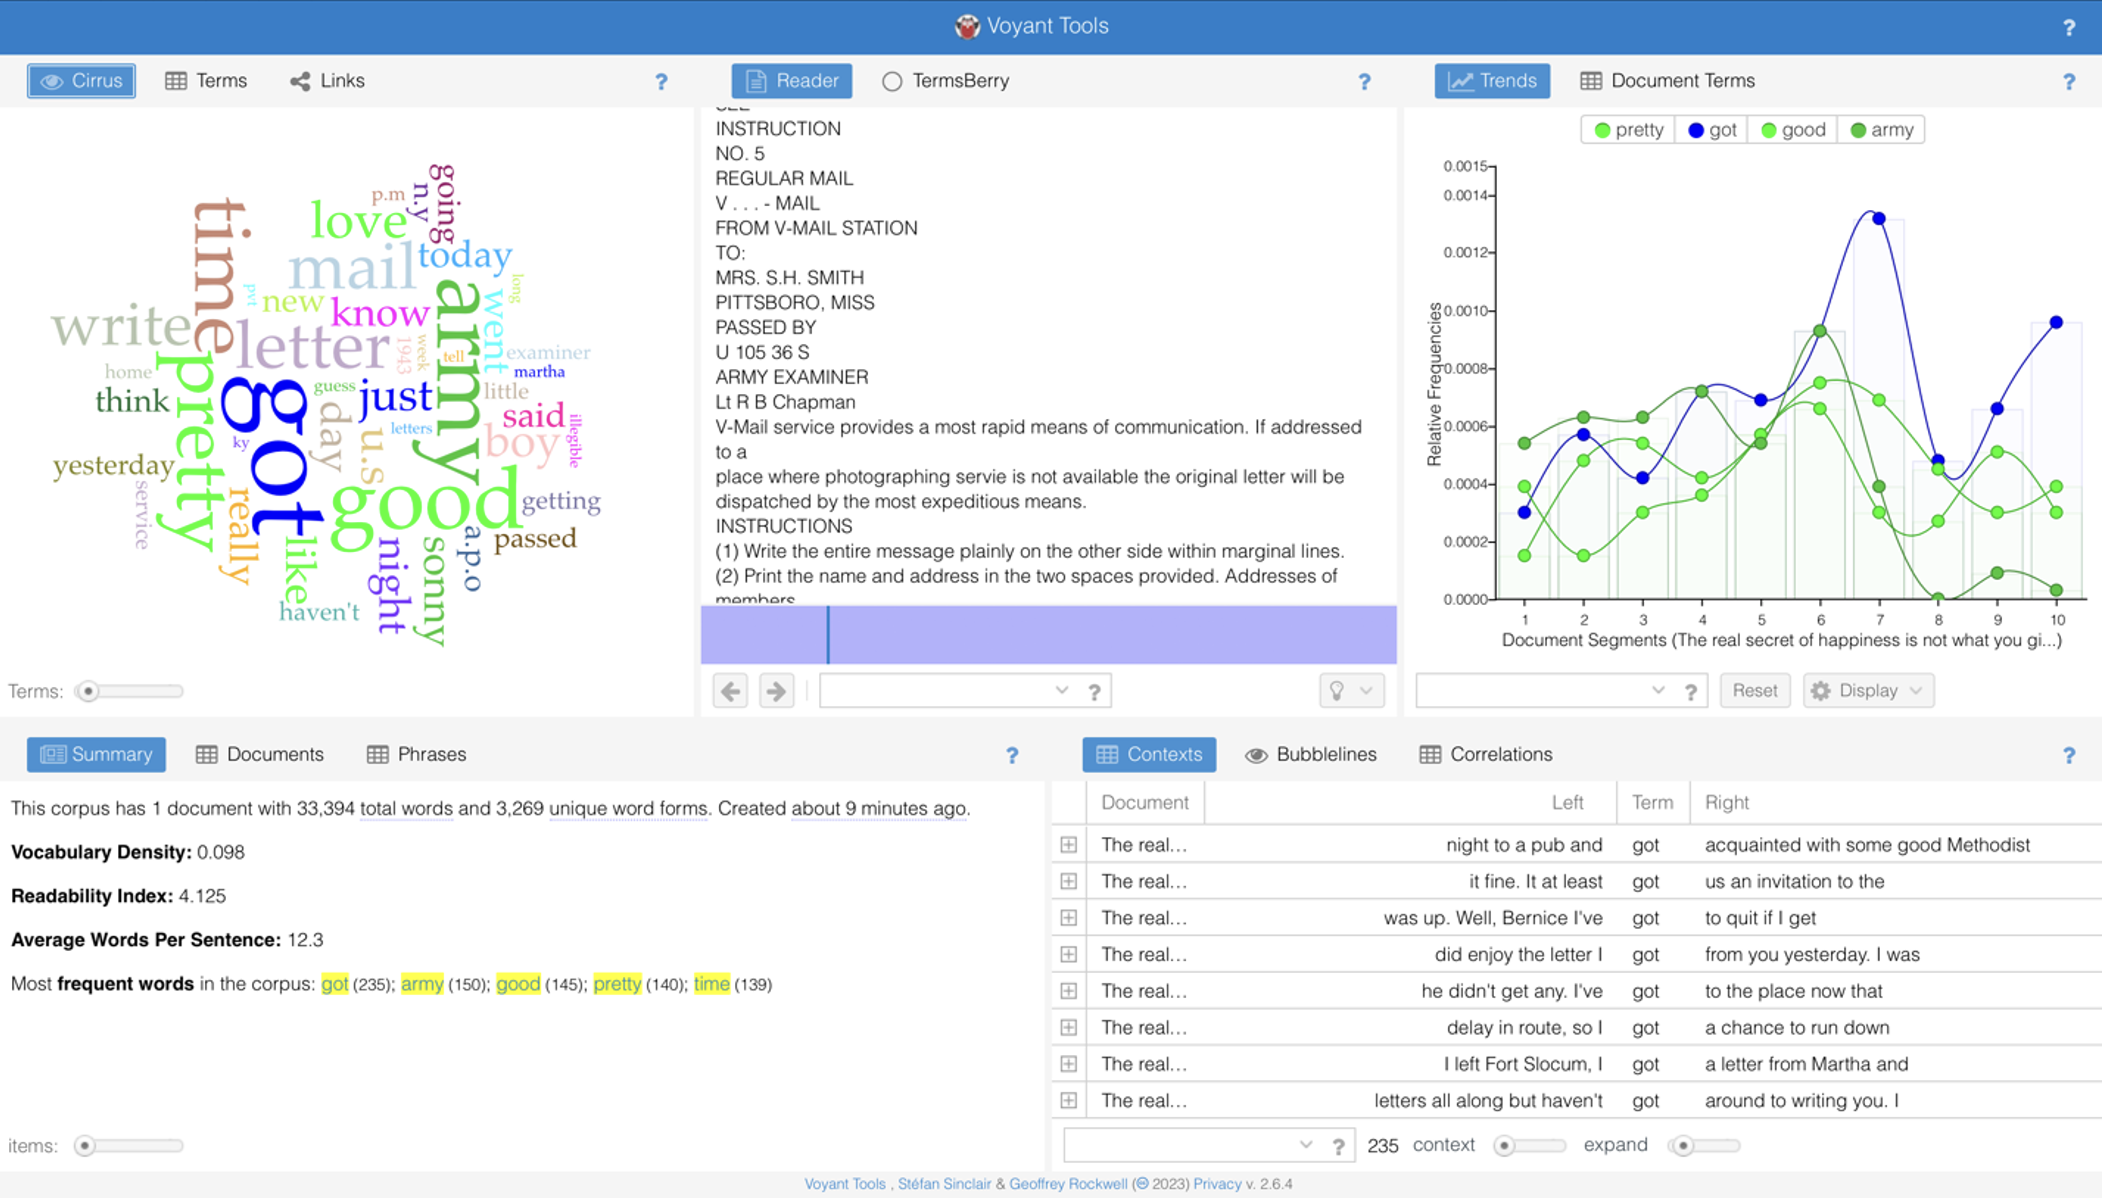 Voyant Tools
?
Cirrus
Terms
Links
?
p.m
n.y
going
love
time
mail
today
long
pvt
new
know
army
went
write
letter
1943
week
tell
examiner
martha
home
pretty
got
guess
just
little
think
day
letters
said
illegible
ky
u.s
boy
yesterday
service
really
good
getting
like
night
sonny
a.p.o
passed
haven't
Terms:
Reader
TermsBerry
?
INSTRUCTION
NO. 5
REGULAR MAIL
V . . . - MAIL
FROM V-MAIL STATION
TO:
MRS. S.H. SMITH
PITTSBORO, MISS
PASSED BY
U 105 36 S
ARMY EXAMINER
Lt R B Chapman
V-Mail service provides a most rapid means of communication. If addressed
to a
place where photographing servie is not available the original letter will be
dispatched by the most expeditious means.
INSTRUCTIONS
(1) Write the entire message plainly on the other side within marginal lines.
(2) Print the name and address in the two spaces provided. Addresses of
members
?
Trends
Document Terms
?
pretty
got
good
army
Relative Frequencies
0.0015
0.0014
0.0012
0.0010
0.0008
0.0006
0.0004
0.0002
0.0000
1 2 3 4 5 6 7 8 9 10
Document Segments (The real secret of happiness is not what you gi...)
?
Reset
Display
Summary
Documents
Phrases
?
This corpus has 1 document with 33,394 total words and 3,269 unique word forms. Created about 9 minutes ago.
Vocabulary Density: 0.098
Readability Index: 4.125
Average Words Per Sentence: 12.3
Most frequent words in the corpus: got (235); army (150); good (145); pretty (140); time (139)
items:
Contexts
Bubblelines
Correlations
?
Document Left Term Right
The real... night to a pub and got acquainted with some good Methodist
The real... it fine. It at least got us an invitation to the
The real... was up. Well, Bernice I've got to quit if I get
The real... did enjoy the letter I got from you yesterday. I was
The real... he didn't get any. I've got to the place now that
The real... delay in route, so I got a chance to run down
The real... I left Fort Slocum, I got a letter from Martha and
The real... letters all along but haven't got around to writing you. I
? 235 context expand
Voyant Tools , Stéfan Sinclair & Geoffrey Rockwell (© 2023) Privacy v. 2.6.4